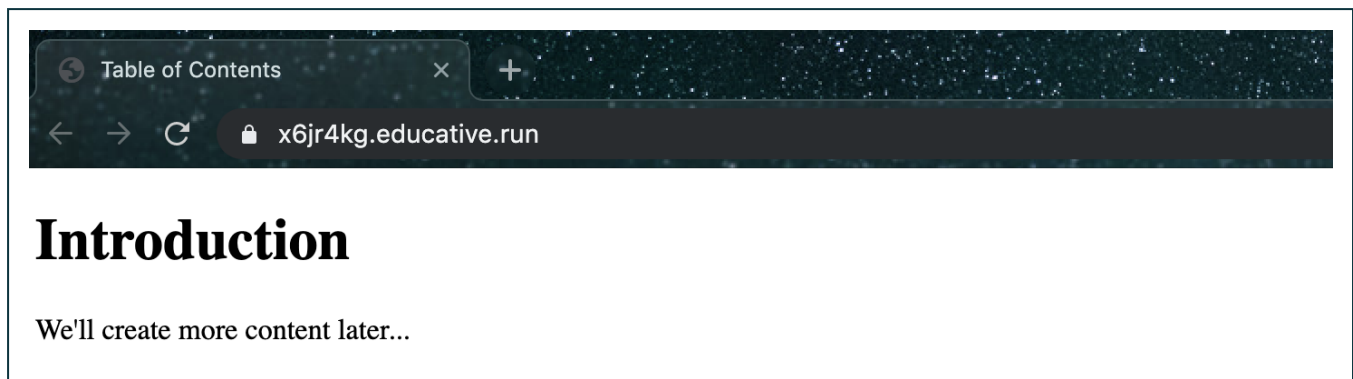 Table of Contents
x6jr4kg.educative.run
Introduction
We'll create more content later...